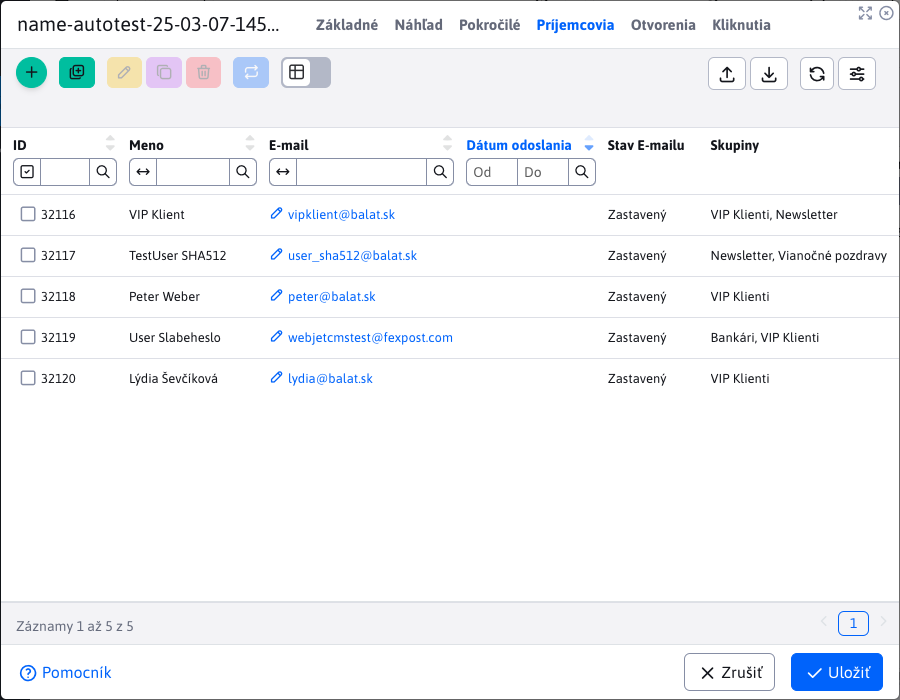 name-autotest-25-03-07-145... Základné Náhľad Pokročilé Príjemcovia Otvorenia Kliknutia
ID Meno E-mail Dátum odoslania Stav E-mailu Skupiny
Od Do
32116 VIP Klient vipklient@balat.sk Zastavený VIP Klienti, Newsletter
32117 TestUser SHA512 user_sha512@balat.sk Zastavený Newsletter, Vianočné pozdravy
32118 Peter Weber peter@balat.sk Zastavený VIP Klienti
32119 User Slabeheslo webjetcmstest@fexpost.com Zastavený Bankári, VIP Klienti
32120 Lýdia Ševčíková lydia@balat.sk Zastavený VIP Klienti
Záznamy 1 až 5 z 5 1
Pomocník Zrušiť Uložiť